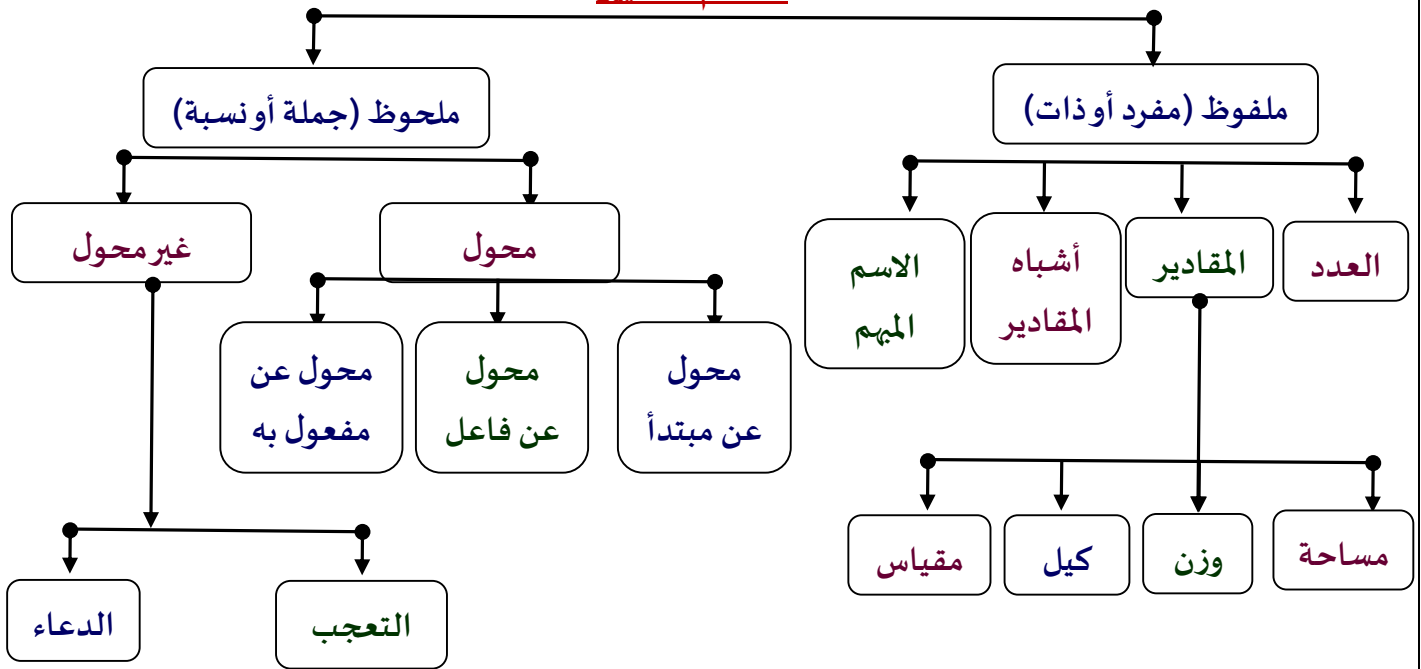 ملفوظ (مفرد أو ذات)
ملحوظ (جملة أو نسبة)
العدد
المقادير
أشباه
المقادير
الاسم
المبهم
محول
غير محول
محول
عن مبتدأ
محول
عن فاعل
محول عن
مفعول به
مساحة
وزن
كيل
مقياس
التعجب
الدعاء